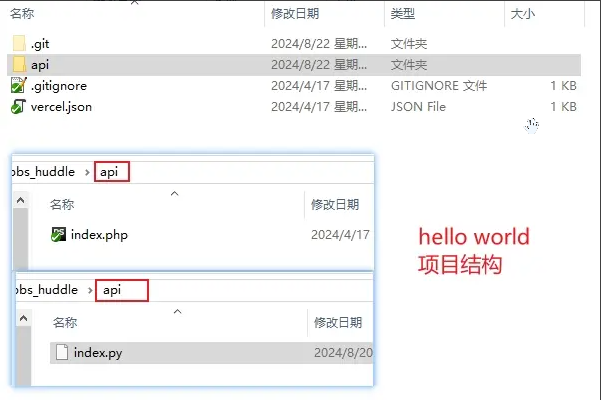 名称 修改日期 类型 大小
.git 2024/8/22 星期... 文件夹
api 2024/8/22 星期... 文件夹
.gitignore 2024/4/17 星期... GITIGNORE 文件 1 KB
vercel.json 2024/4/17 星期... JSON File 1 KB
obs_huddle > api
名称 修改日期
index.php 2024/4/17
hello world
项目结构
obs_huddle > api
名称 修改日期
index.py 2024/8/20